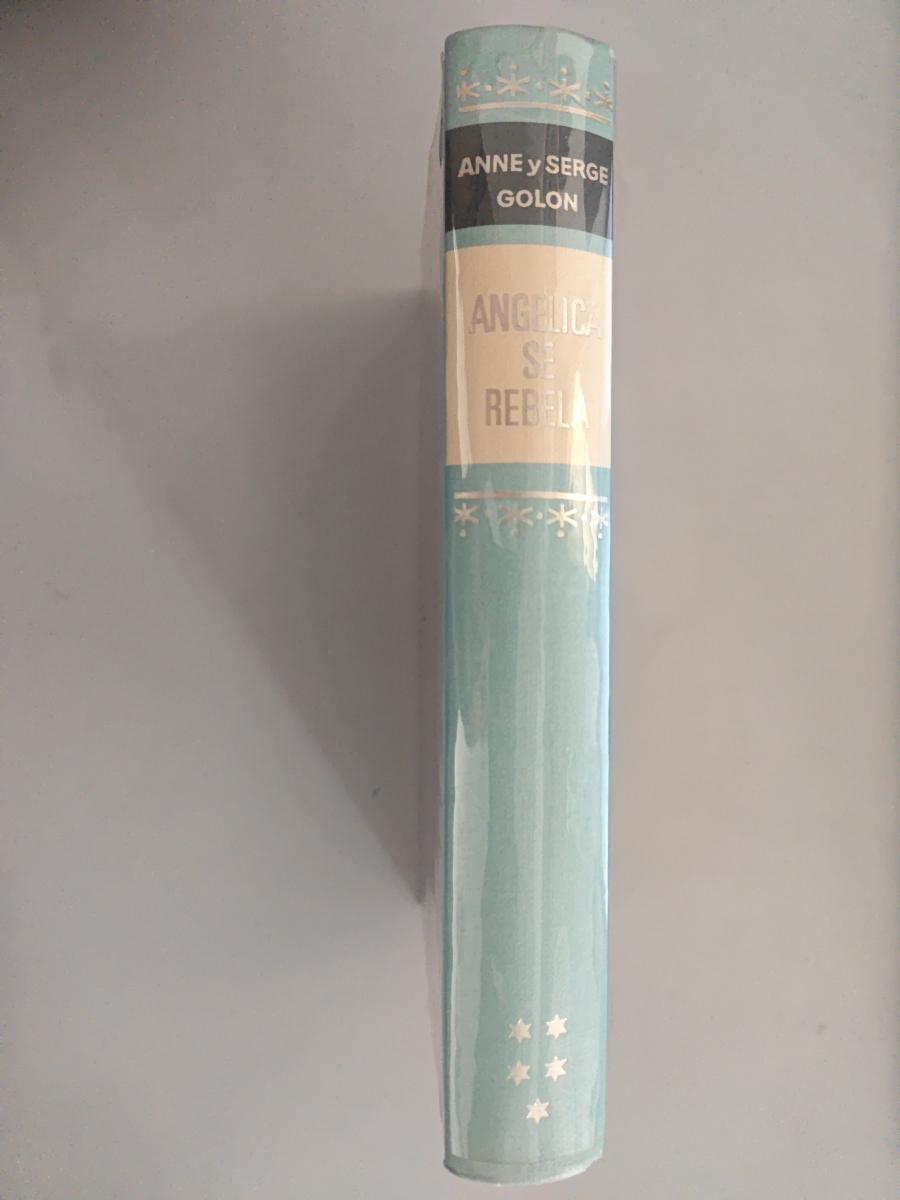 ANNE y SERGE
GOLON
ANGELICA
SE
REBELA